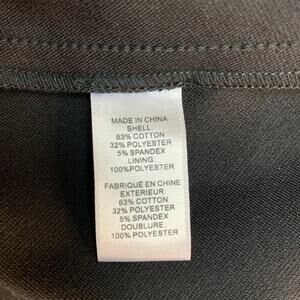 MADE IN CHINA
SHELL:
63% COTTON
32% POLYESTER
5% SPANDEX
LINING:
100%POLYESTER
FABRIQUÉ EN CHINE
EXTERIEUR:
63% COTTON
32% POLYESTER
5% SPANDEX
DOUBLURE:
100% POLYESTER